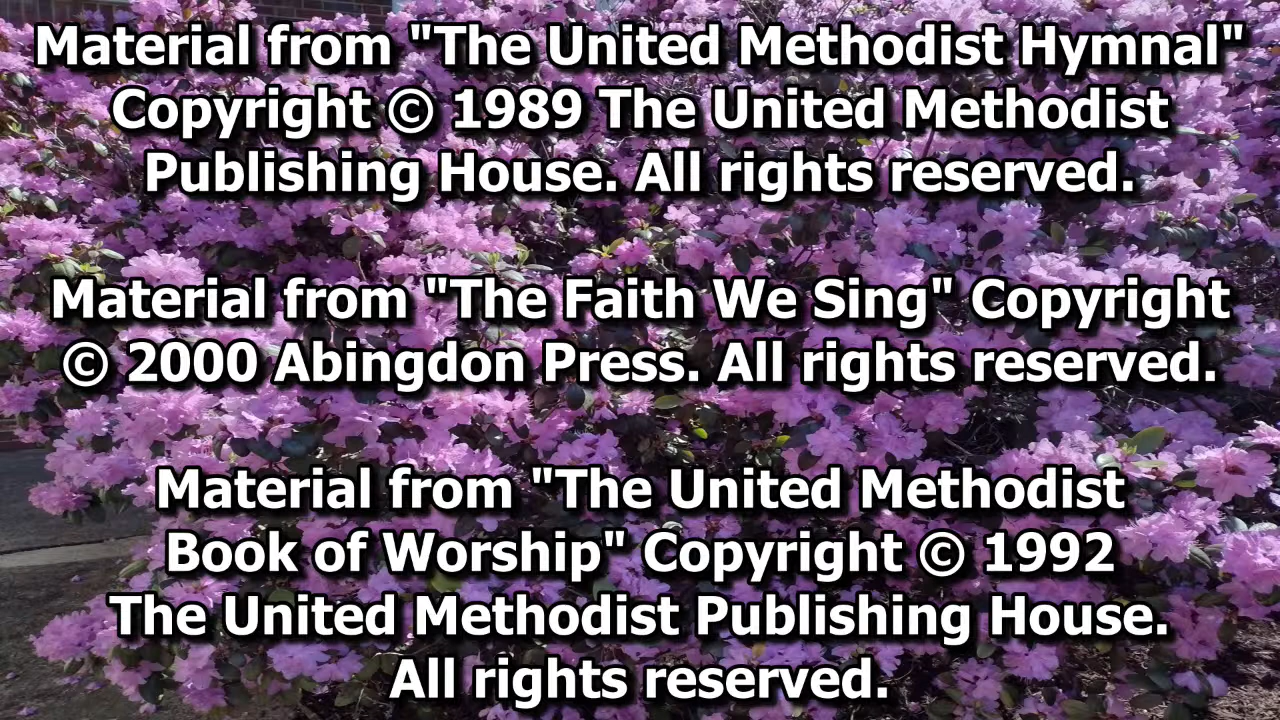 Material from "The United Methodist Hymnal"
Copyright © 1989 The United Methodist
Publishing House. All rights reserved.
Material from "The Faith We Sing" Copyright
© 2000 Abingdon Press. All rights reserved.
Material from "The United Methodist
Book of Worship" Copyright © 1992
The United Methodist Publishing House.
All rights reserved.